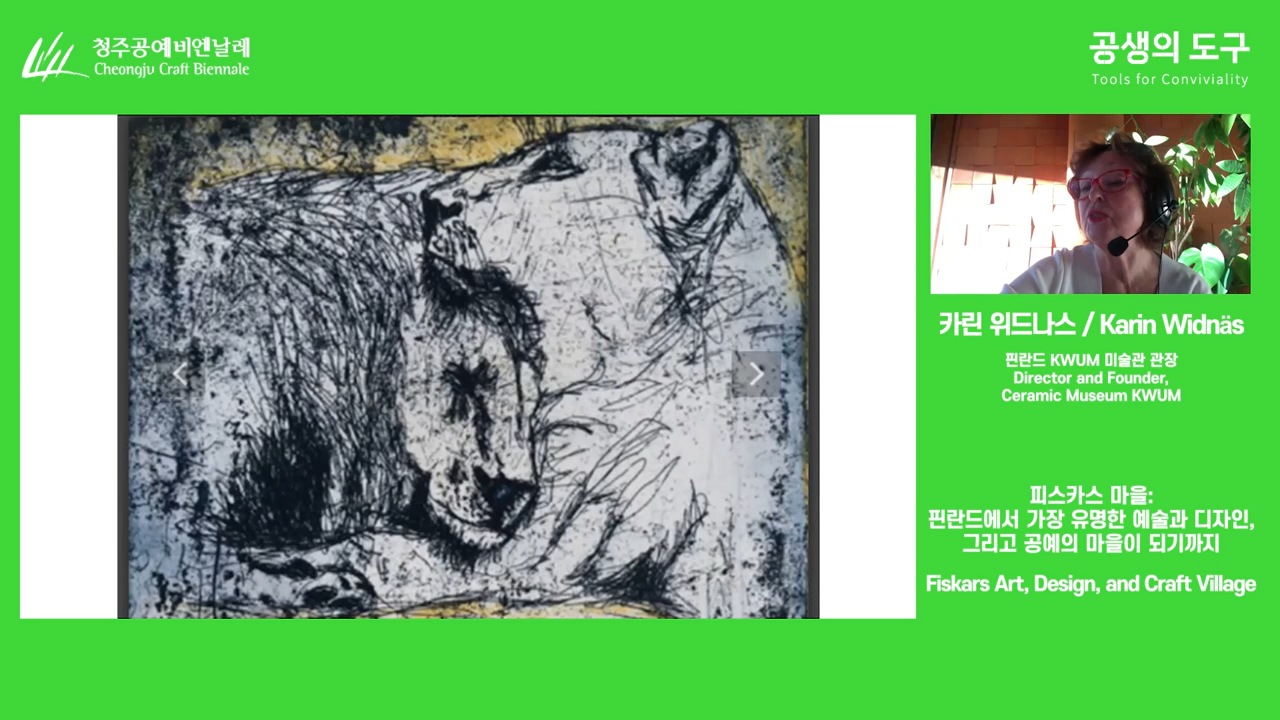 청주공예비엔날레
Cheongju Craft Biennale
공생의 도구
Tools for Conviviality
카린 위드나스 / Karin Widnäs
핀란드 KWUM 미술관 관장
Director and Founder,
Ceramic Museum KWUM
피스카스 마을:
핀란드에서 가장 유명한 예술과 디자인,
그리고 공예의 마을이 되기까지
Fiskars Art, Design, and Craft Village